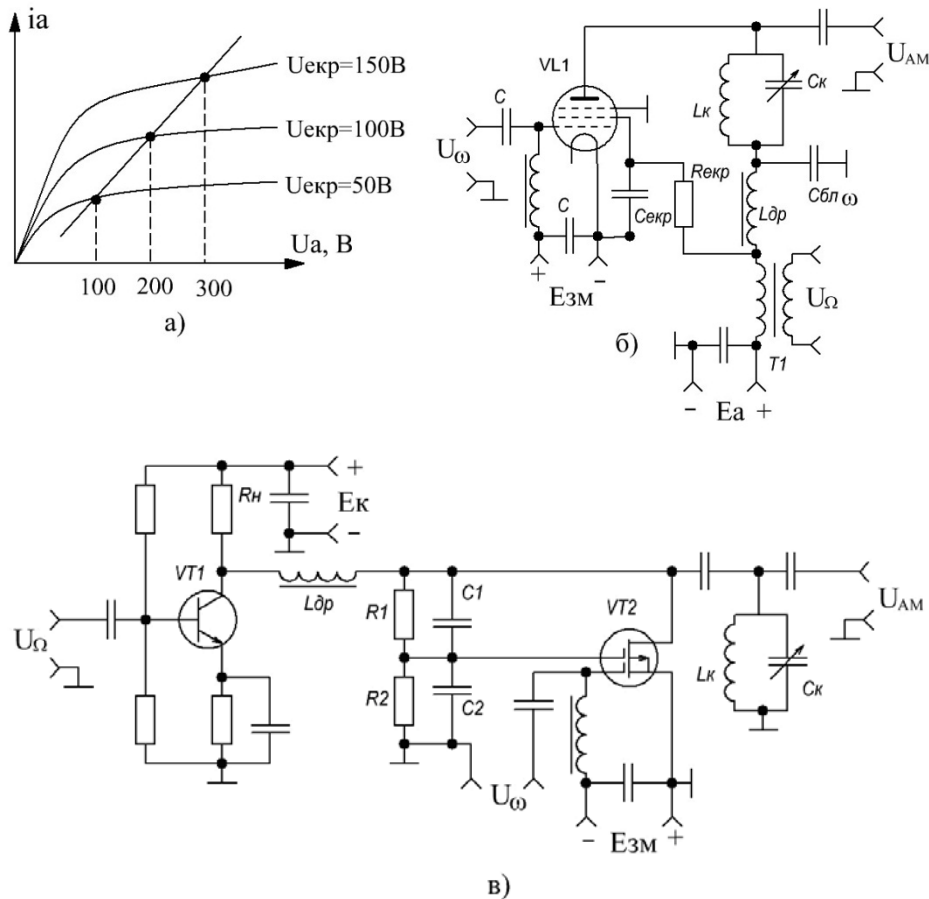 ia
Uекр=150В
Uекр=100В
Uекр=50В
Ua, В
100
200
300
а)
VL1
C
Uω
C
+
-
Eзм
Cекр
Rекр
Lк
Cк
UАМ
Cбл ω
Lдр
UΩ
T1
-
Ea
+
б)
+
Rн
Eк
-
VT1
UΩ
Lдр
R1
C1
R2
C2
VT2
Uω
-
Eзм
+
Lк
Cк
UАМ
в)